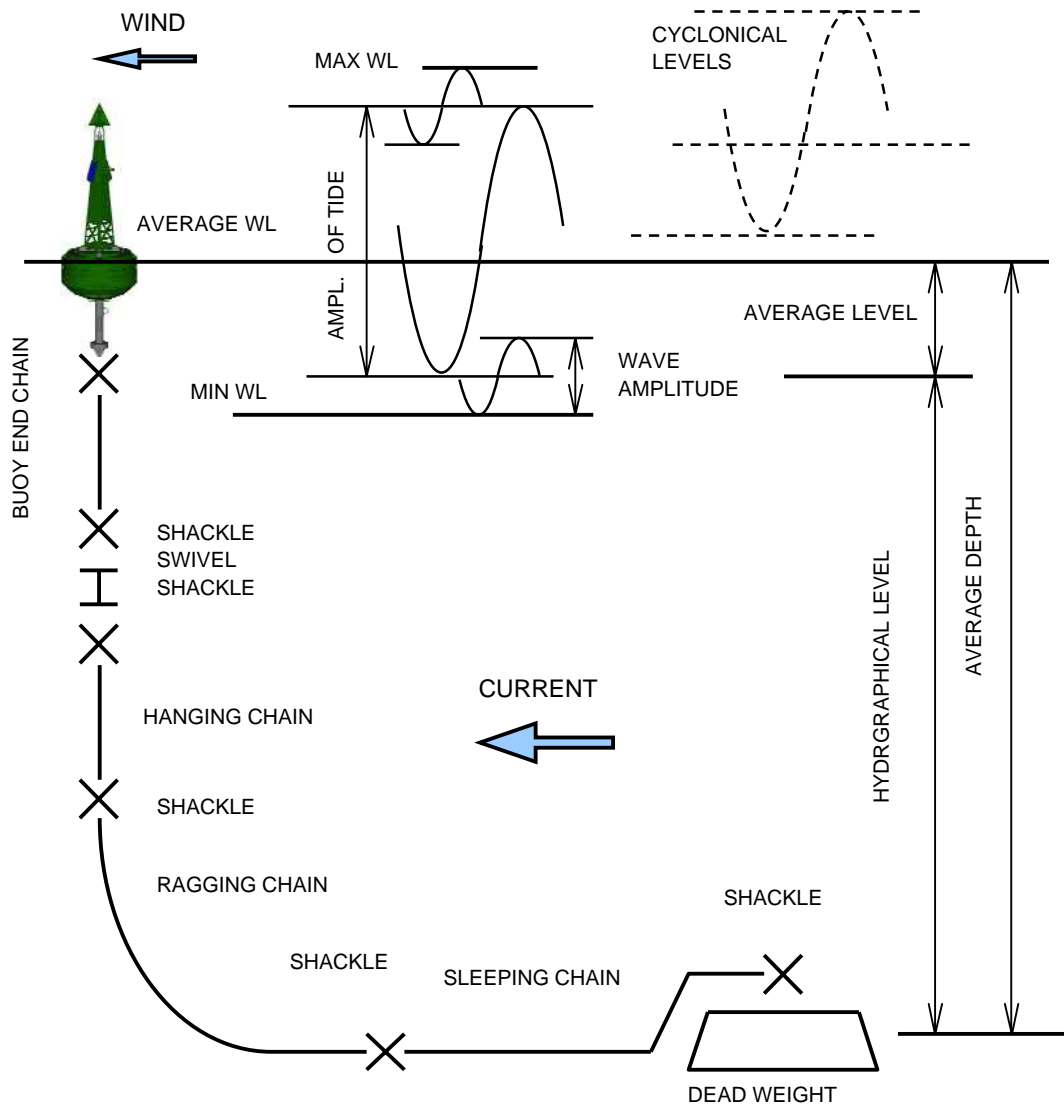 WIND
CYCLONICAL
LEVELS
MAX WL
AMPL. OF TIDE
AVERAGE WL
AVERAGE LEVEL
WAVE
AMPLITUDE
MIN WL
BUOY END CHAIN
SHACKLE
SWIVEL
SHACKLE
HYDRGRAPHICAL LEVEL
AVERAGE DEPTH
CURRENT
HANGING CHAIN
SHACKLE
RAGGING CHAIN
SHACKLE
SHACKLE
SLEEPING CHAIN
DEAD WEIGHT